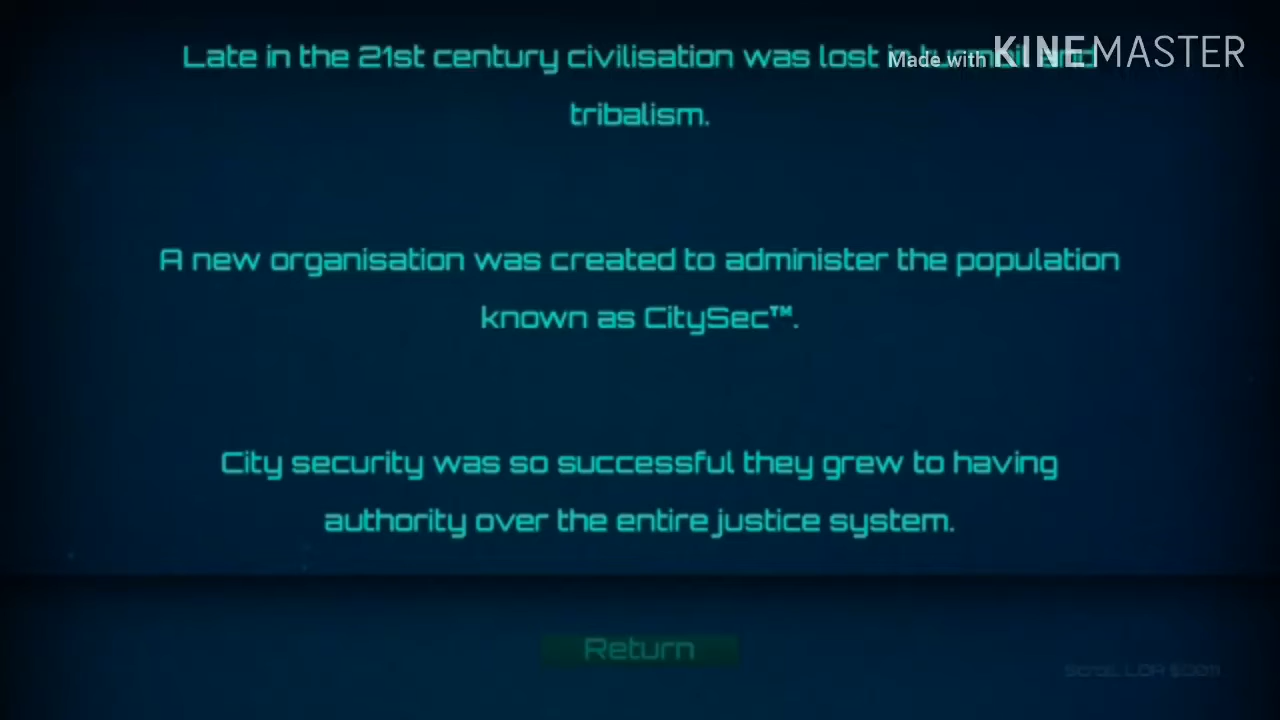 Late in the 21st century civilisation was lost in turmoil and
Made with KINEMASTER
tribalism.
A new organisation was created to administer the population
known as CitySec™.
City security was so successful they grew to having
authority over the entire justice system.
Return